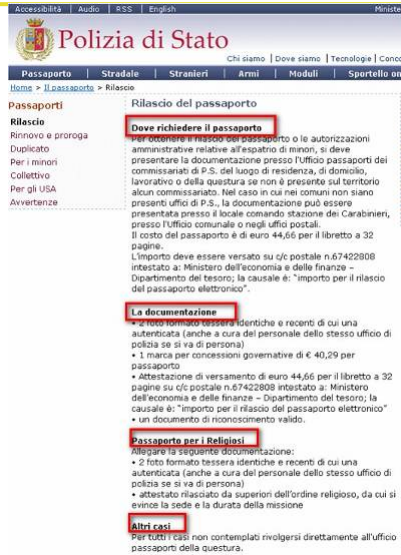 Accessibilità | Audio | RSS | English
Ministe
Polizia di Stato
Chi siamo | Dove siamo | Tecnologie | Conc
Passaporto | Stradale | Stranieri | Armi | Moduli | Sportello on
Home > Il passaporto > Rilascio
Passaporti
Rilascio
Rinnovo e proroga
Duplicato
Per i minori
Collettivo
Per gli USA
Avvertenze
Rilascio del passaporto
Dove richiedere il passaporto
Per ottenere il rilascio del passaporto o le autorizzazioni
amministrative relative all'espatrio di minori, si deve
presentare la documentazione presso l'Ufficio passaporti dei
commissariati di P.S. del luogo di residenza, di domicilio,
lavorativo o della questura se non è presente sul territorio
alcun commissariato. Nel caso in cui nei comuni non siano
presenti uffici di P.S., la documentazione può essere
presentata presso il locale comando stazione dei Carabinieri,
presso l'Ufficio comunale o negli uffici postali.
Il costo del passaporto è di euro 44,66 per il libretto a 32
pagine.
L'importo deve essere versato su c/c postale n.67422808
intestato a: Ministero dell'economia e delle finanze –
Dipartimento del tesoro; la causale è: "importo per il rilascio
del passaporto elettronico".
La documentazione
• 2 foto formato tessera identiche e recenti di cui una
autenticata (anche a cura del personale dello stesso ufficio di
polizia se si va di persona)
• 1 marca per concessioni governative di € 40,29 per
passaporto
• Attestazione di versamento di euro 44,66 per il libretto a 32
pagine su c/c postale n.67422808 intestato a: Ministero
dell'economia e delle finanze – Dipartimento del tesoro; la
causale è: "importo per il rilascio del passaporto elettronico"
• un documento di riconoscimento valido.
Passaporto per i Religiosi
Allegare la seguente documentazione:
• 2 foto formato tessera identiche e recenti di cui una
autenticata (anche a cura del personale dello stesso ufficio di
polizia se si va di persona)
• attestato rilasciato da superiori dell'ordine religioso, da cui si
evince la sede e la durata della missione
Altri casi
Per tutti i casi non contemplati rivolgersi direttamente all'ufficio
passaporti della questura.